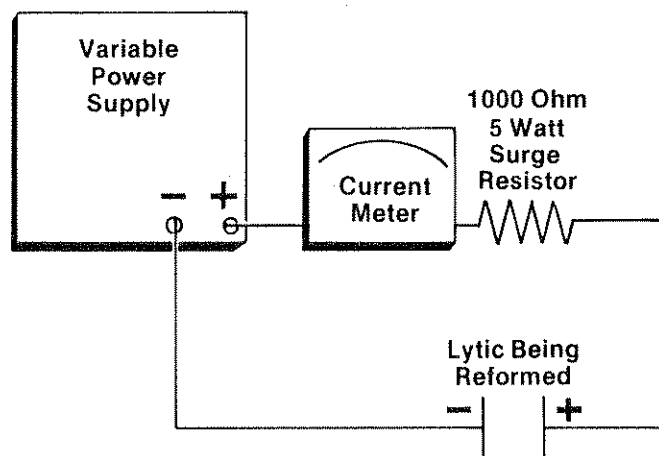 Variable
Power
Supply
- +
1000 Ohm
5 Watt
Surge
Resistor
Current
Meter
Lytic Being
Reformed
- +